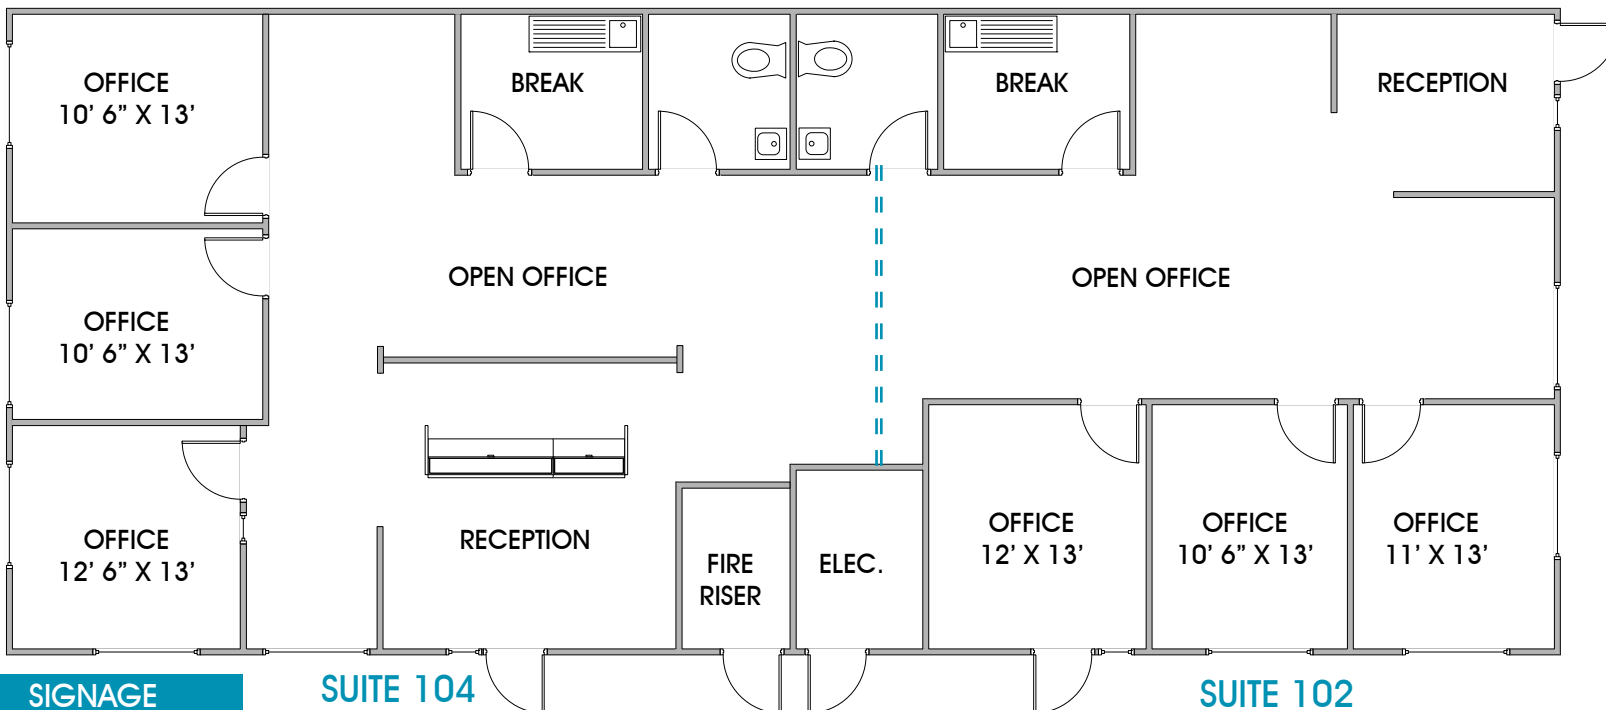 OFFICE
10’ 6” X 13’
BREAK
BREAK
RECEPTION
OPEN OFFICE
OPEN OFFICE
OFFICE
10’ 6” X 13’
OFFICE
12’ 6” X 13’
RECEPTION
FIRE
RISER
ELEC.
OFFICE
12’ X 13’
OFFICE
10’ 6” X 13’
OFFICE
11’ X 13’
SIGNAGE
SUITE 104
SUITE 102